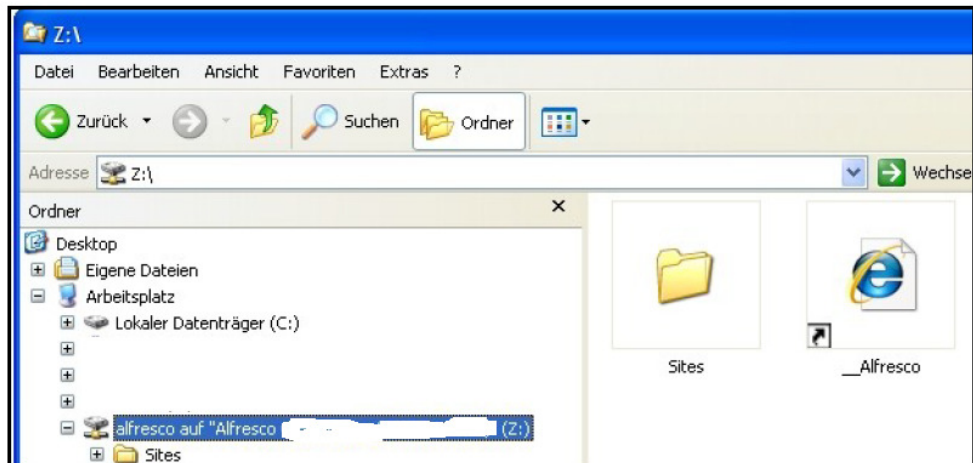 Z:\
Datei Bearbeiten Ansicht Favoriten Extras ?
Zurück Suchen Ordner
Adresse Z:\ Wechse
Ordner x
Desktop
Eigene Dateien
Arbeitsplatz
Lokaler Datenträger (C:)
alfresco auf "Alfresco (Z:)
Sites
Sites
__Alfresco